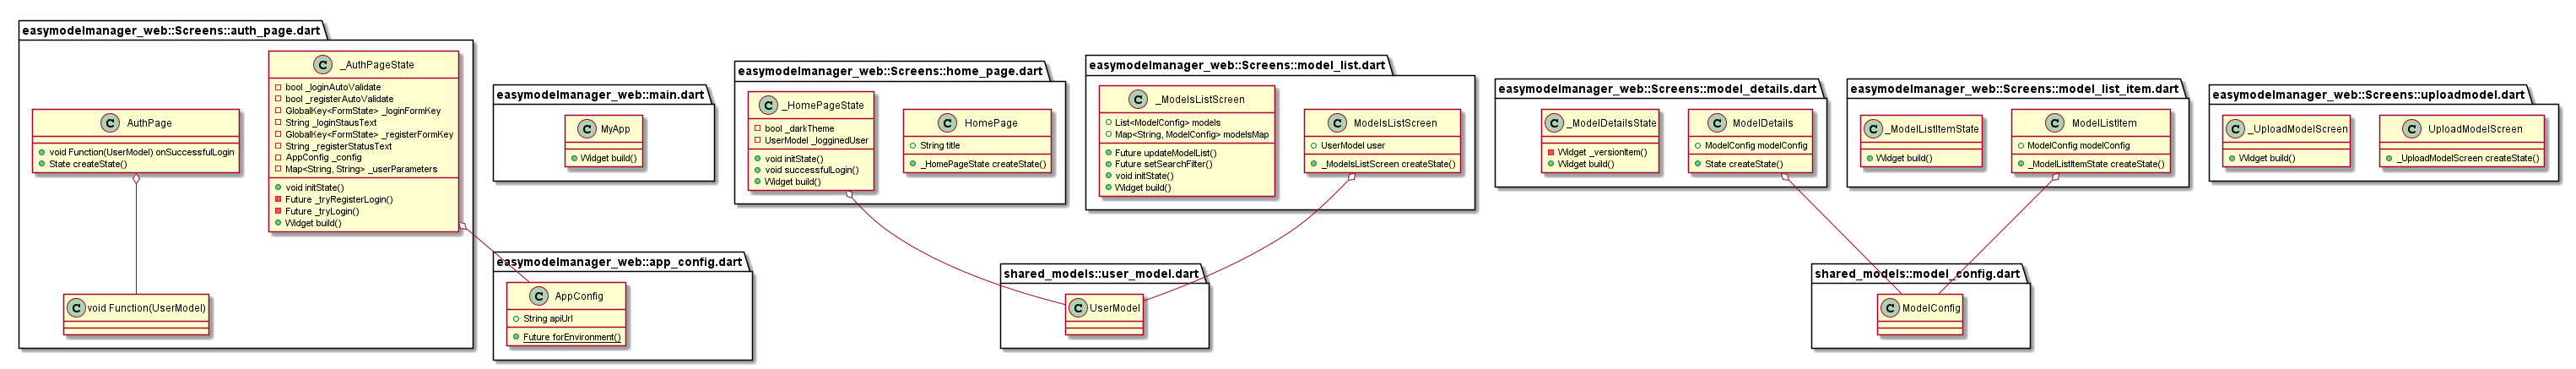 easymodelmanager_web::Screens::auth_page.dart
C AuthPage
void Function(UserModel) onSuccessfulLogin
State createState()
C _AuthPageState
bool _loginAutoValidate
bool _registerAutoValidate
GlobalKey<FormState> _loginFormKey
String _loginStausText
GlobalKey<FormState> _registerFormKey
String _registerStatusText
AppConfig _config
Map<String, String> _userParameters
void initState()
Future _tryRegisterLogin()
Future _tryLogin()
Widget build()
C void Function(UserModel)
easymodelmanager_web::main.dart
C MyApp
Widget build()
easymodelmanager_web::app_config.dart
C AppConfig
String apiUrl
Future forEnvironment()
easymodelmanager_web::Screens::home_page.dart
C _HomePageState
bool _darkTheme
UserModel _logginedUser
void initState()
void successfulLogin()
Widget build()
C HomePage
String title
_HomePageState createState()
easymodelmanager_web::Screens::model_list.dart
C _ModelsListScreen
List<ModelConfig> models
Map<String, ModelConfig> modelsMap
Future updateModelList()
Future setSearchFilter()
void initState()
Widget build()
C ModelsListScreen
UserModel user
_ModelsListScreen createState()
shared_models::user_model.dart
C UserModel
easymodelmanager_web::Screens::model_details.dart
C _ModelDetailsState
Widget _versionItem()
Widget build()
C ModelDetails
ModelConfig modelConfig
State createState()
easymodelmanager_web::Screens::model_list_item.dart
C _ModelListItemState
Widget build()
C ModelListItem
ModelConfig modelConfig
_ModelListItemState createState()
shared_models::model_config.dart
C ModelConfig
easymodelmanager_web::Screens::uploadmodel.dart
C _UploadModelScreen
Widget build()
C UploadModelScreen
_UploadModelScreen createState()